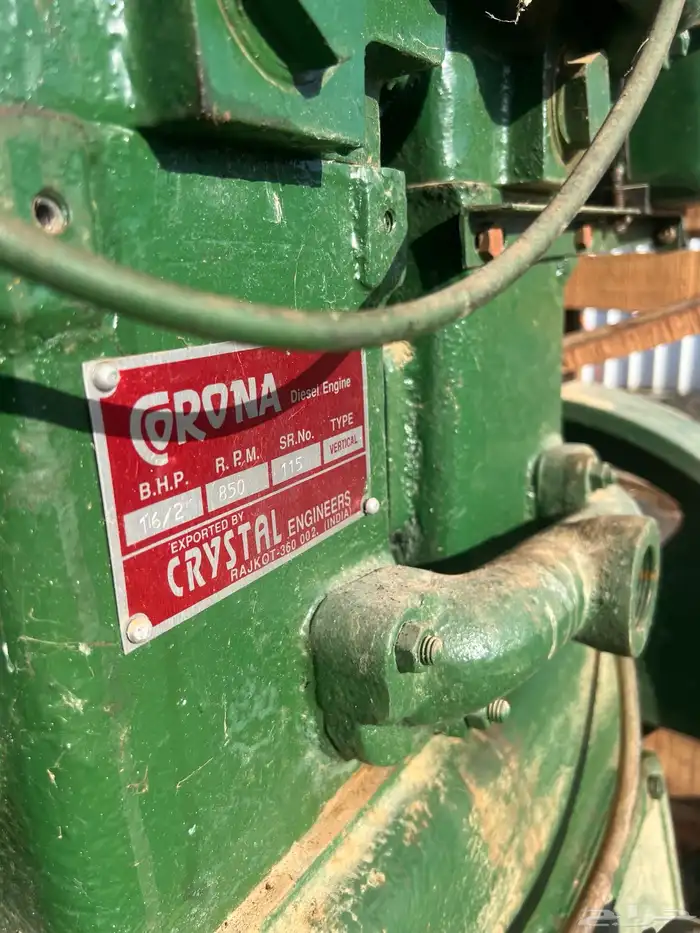 CORONA Diesel Engine
B.H.P. R.P.M. SR.No. TYPE
16/2 850 115 VERTICAL
EXPORTED BY
CRYSTAL ENGINEERS
RAJKOT-360 002. (INDIA)
حراج